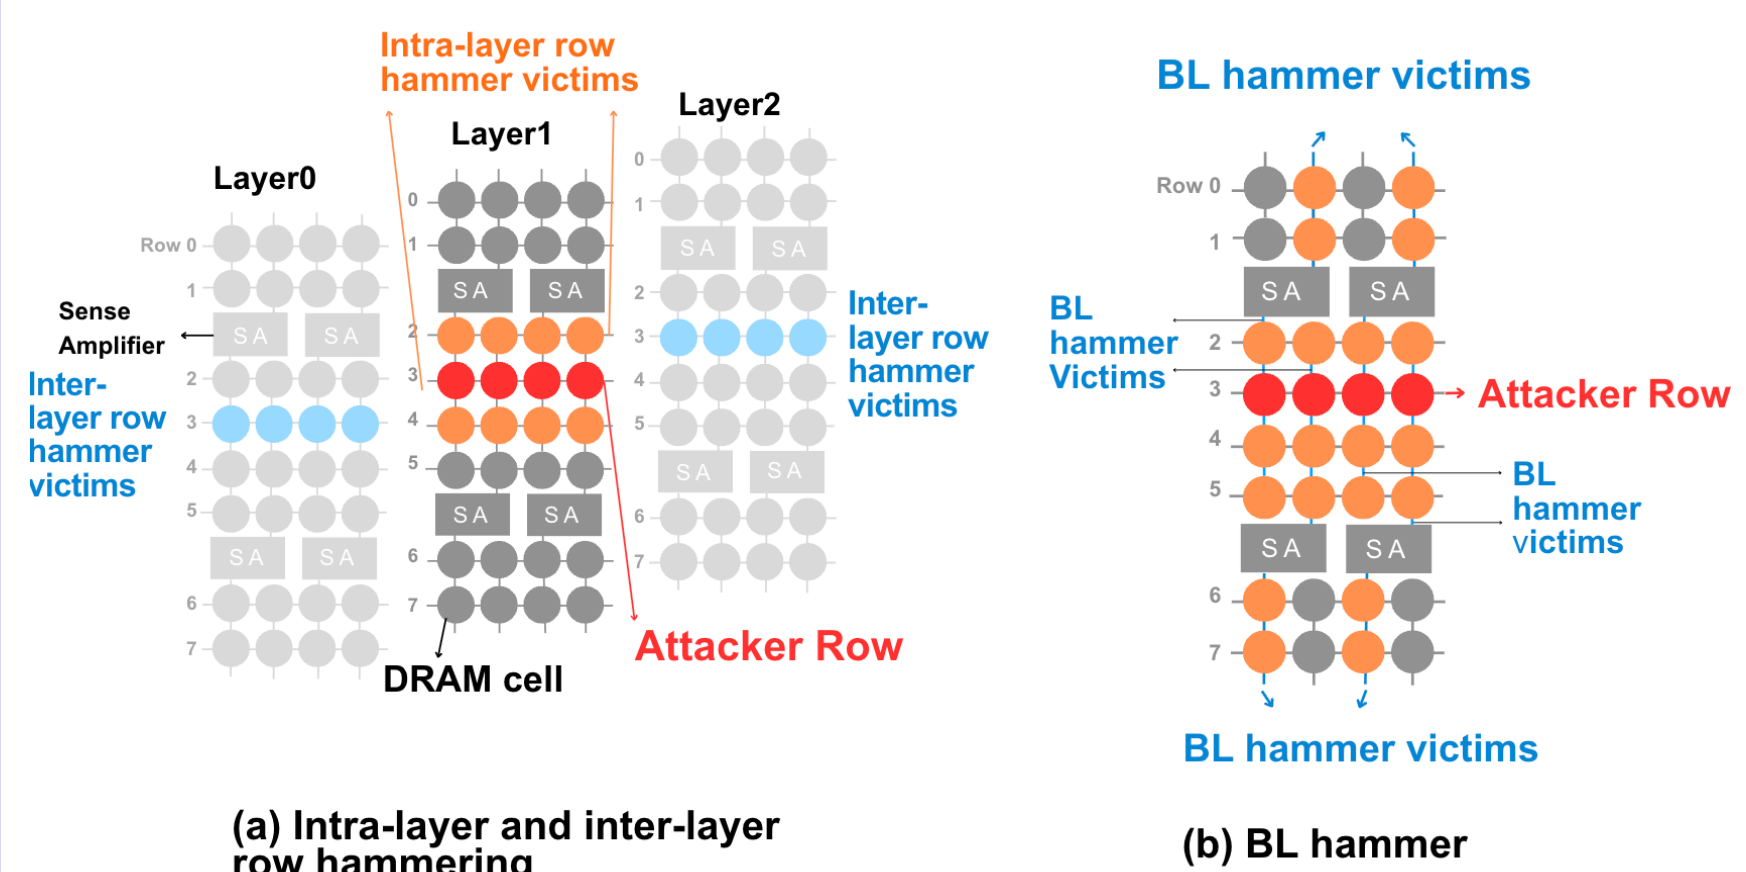 Intra-layer row
hammer victims
Layer0
Layer1
Layer2
Row 0
1
SA
SA
2
3
4
5
SA
SA
6
7
0
1
SA
SA
2
3
4
5
SA
SA
6
7
0
1
SA
SA
2
3
4
5
SA
SA
6
7
Sense
Amplifier
Inter-
layer row
hammer
victims
Inter-
layer row
hammer
victims
Attacker Row
DRAM cell
(a) Intra-layer and inter-layer
row hammering
BL hammer victims
Row 0
1
SA
SA
2
3
4
5
SA
SA
6
7
BL
hammer
Victims
Attacker Row
BL
hammer
victims
BL hammer victims
(b) BL hammer